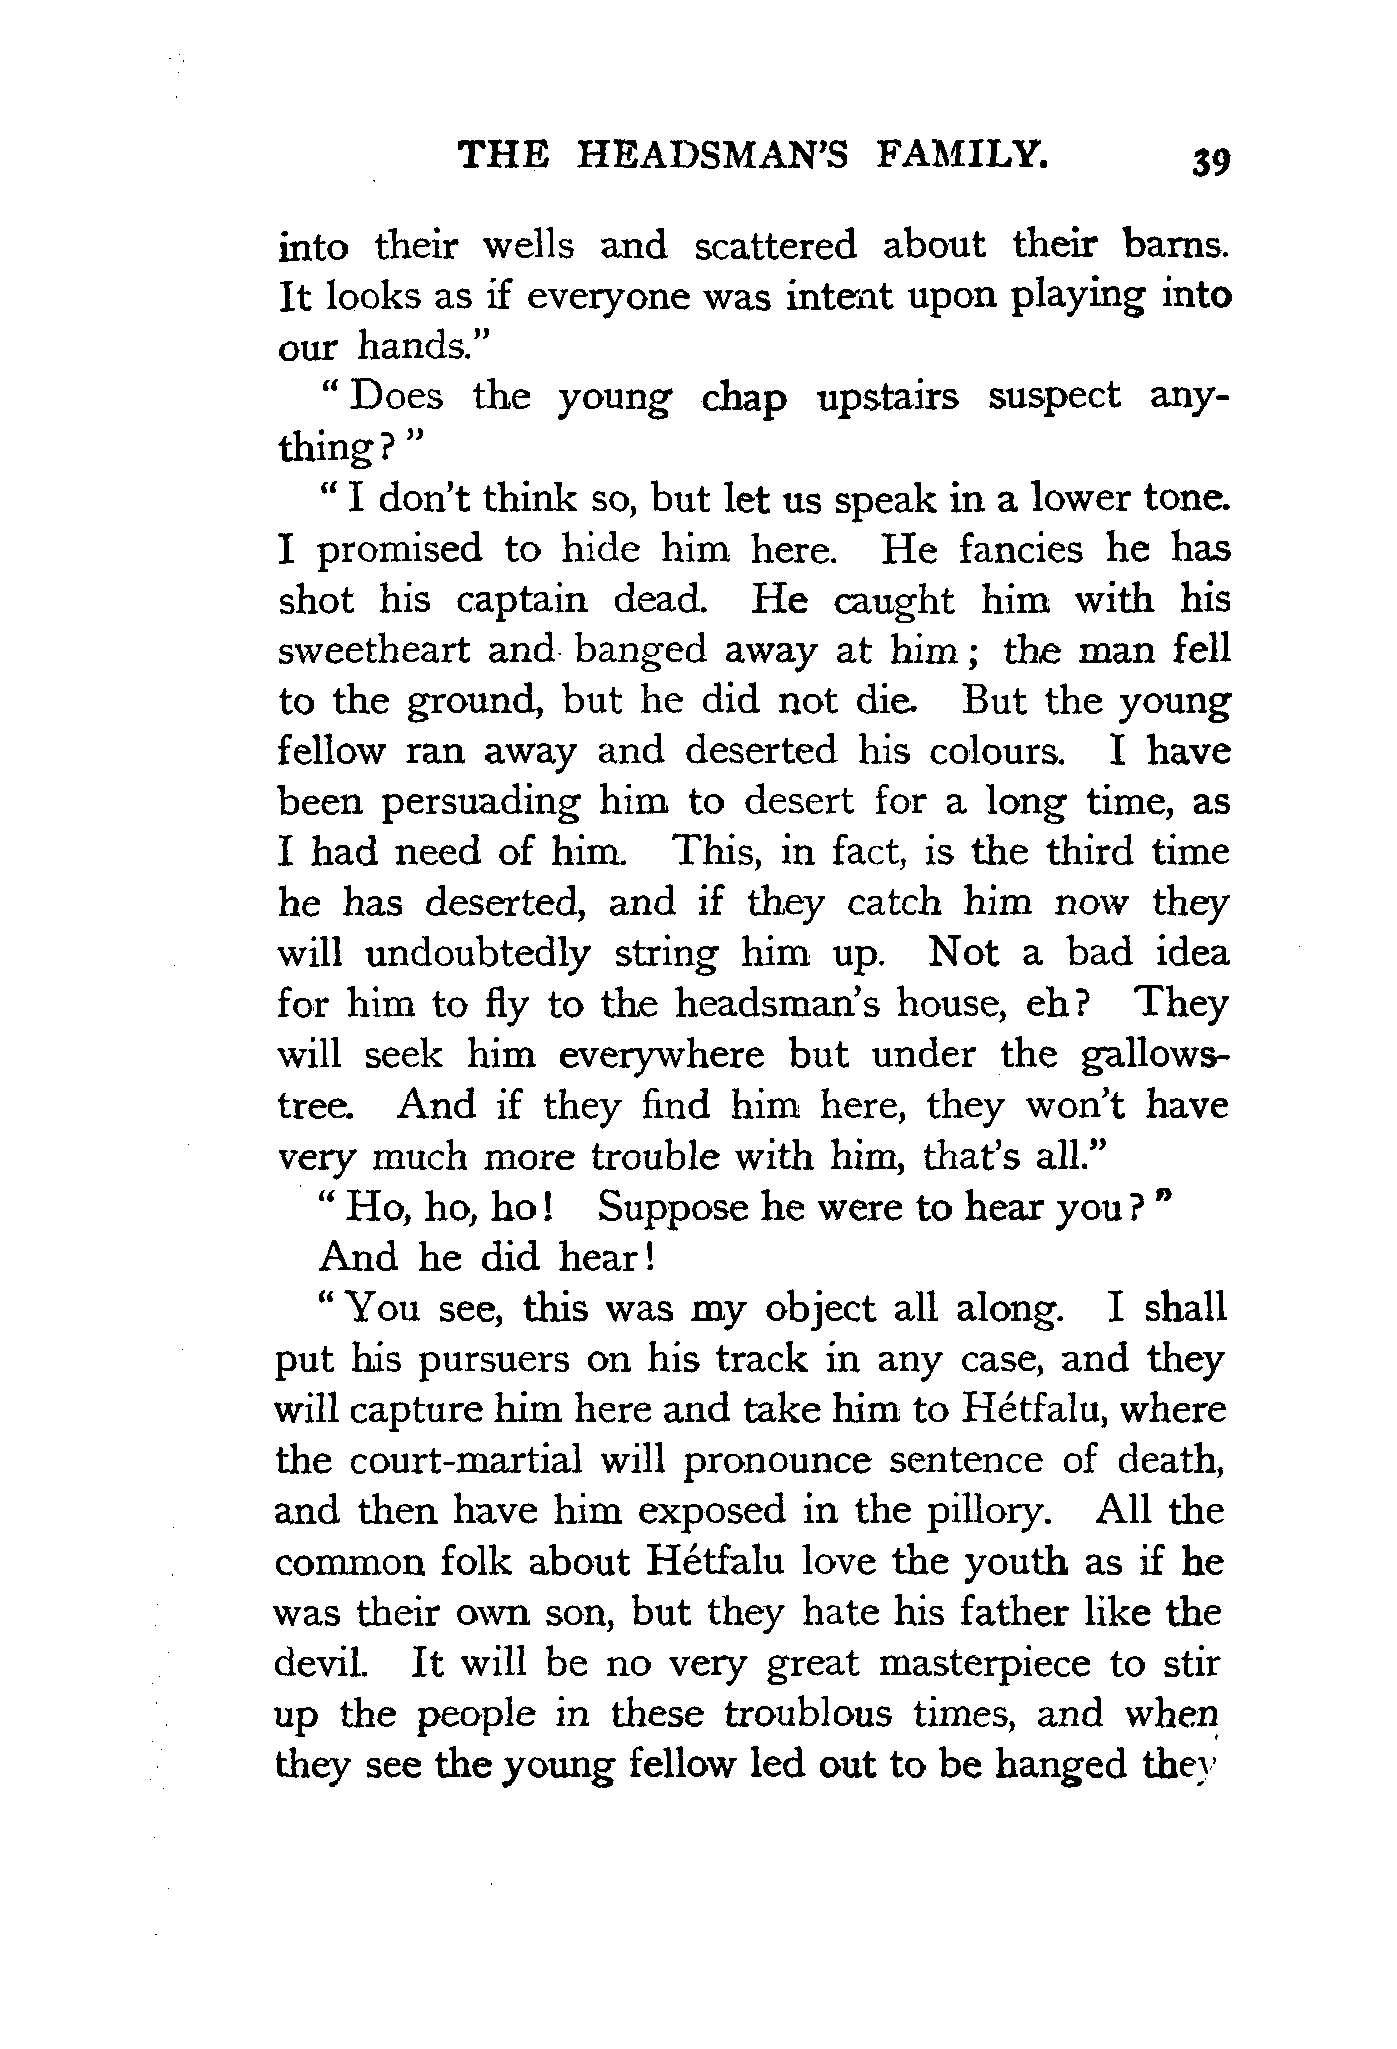 THE HEADSMAN'S FAMILY. 39
into their wells and scattered about their barns.
It looks as if everyone was intent upon playing into
our hands."
" Does the young chap upstairs suspect any-
thing ? "
" I don't think so, but let us speak in a lower tone.
I promised to hide him here. He fancies he has
shot his captain dead. He caught him with his
sweetheart and banged away at him ; the man fell
to the ground, but he did not die. But the young
fellow ran away and deserted his colours. I have
been persuading him to desert for a long time, as
I had need of him. This, in fact, is the third time
he has deserted, and if they catch him now they
will undoubtedly string him up. Not a bad idea
for him to fly to the headsman's house, eh ? They
will seek him everywhere but under the gallows-
tree. And if they find him here, they won't have
very much more trouble with him, that's all."
" Ho, ho, ho ! Suppose he were to hear you ? "
And he did hear !
" You see, this was my object all along. I shall
put his pursuers on his track in any case, and they
will capture him here and take him to Hétfalu, where
the court-martial will pronounce sentence of death,
and then have him exposed in the pillory. All the
common folk about Hétfalu love the youth as if he
was their own son, but they hate his father like the
devil. It will be no very great masterpiece to stir
up the people in these troublous times, and when
they see the young fellow led out to be hanged they